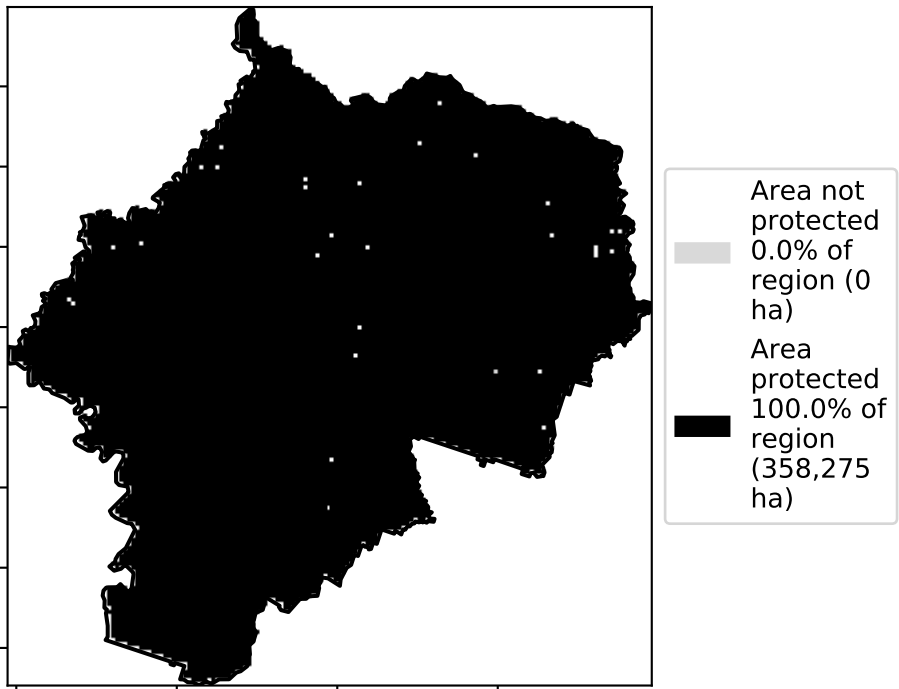 Area not
protected
0.0% of
region (0
ha)
Area
protected
100.0% of
region
(358,275
ha)